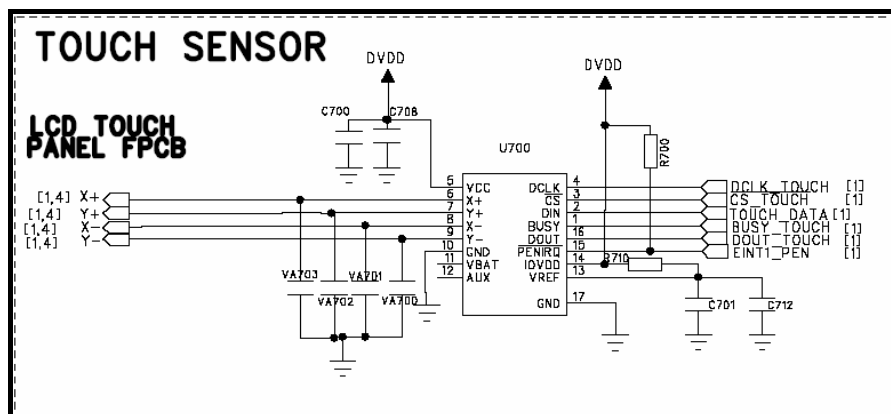 TOUCH SENSOR
DVDD
DVDD
C700
C708
LCD TOUCH
PANEL FPCB
U700
R700
5 VCC DCLK 4 DCLK_TOUCH [1]
[1,4] X+ 6 X+ CS 3 CS_TOUCH [1]
[1,4] Y+ 7 Y+ DIN 2 TOUCH_DATA [1]
[1,4] X- 8 X- BUSY 1 BUSY_TOUCH [1]
[1,4] Y- 9 Y- DOUT 16 DOUT_TOUCH [1]
10 GND PENIRQ 15 EINT1_PEN [1]
11 VBAT IOVDD 14 R710
12 AUX VREF 13
VA703 VA701
VA702 VA700
GND 17
C701 C712